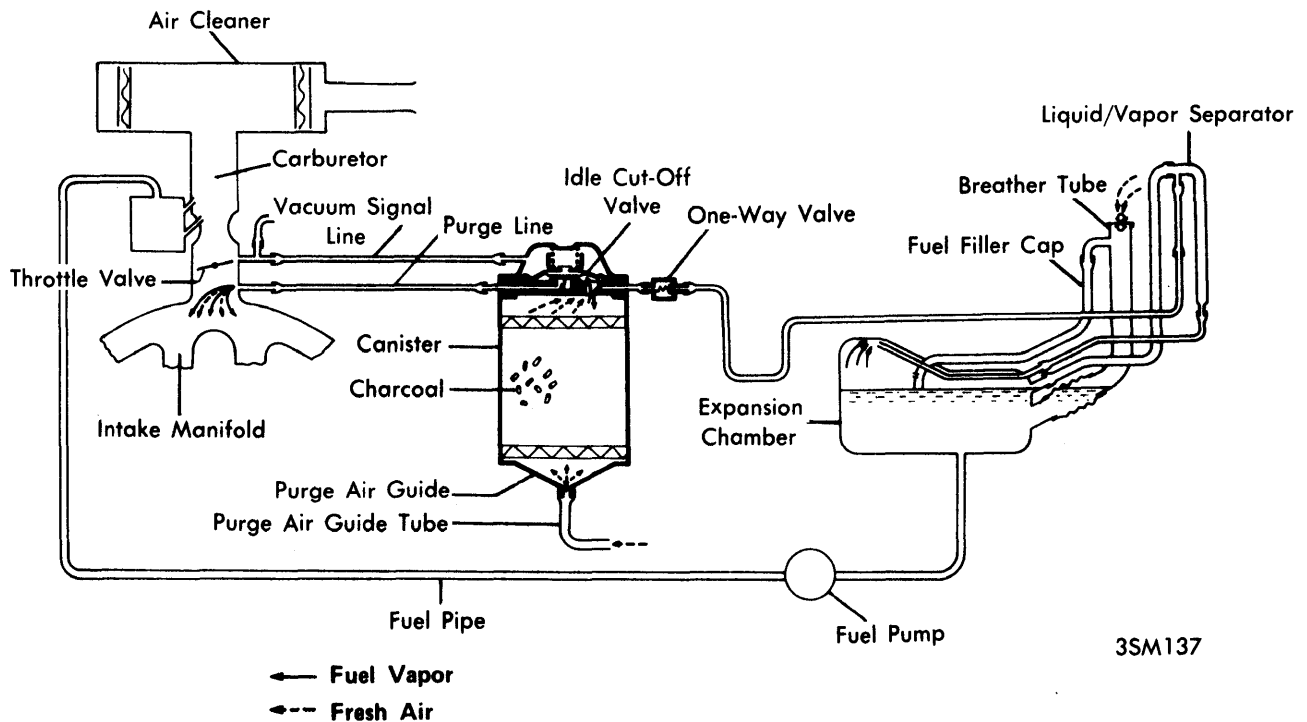 Air Cleaner
Liquid/Vapor Separator
Carburetor
Idle Cut-Off
Valve
Breather Tube
Vacuum Signal
Line
Purge Line
One-Way Valve
Fuel Filler Cap
Throttle Valve
Canister
Charcoal
Expansion
Chamber
Intake Manifold
Purge Air Guide
Purge Air Guide Tube
Fuel Pipe
Fuel Pump
3SM137
Fuel Vapor
Fresh Air